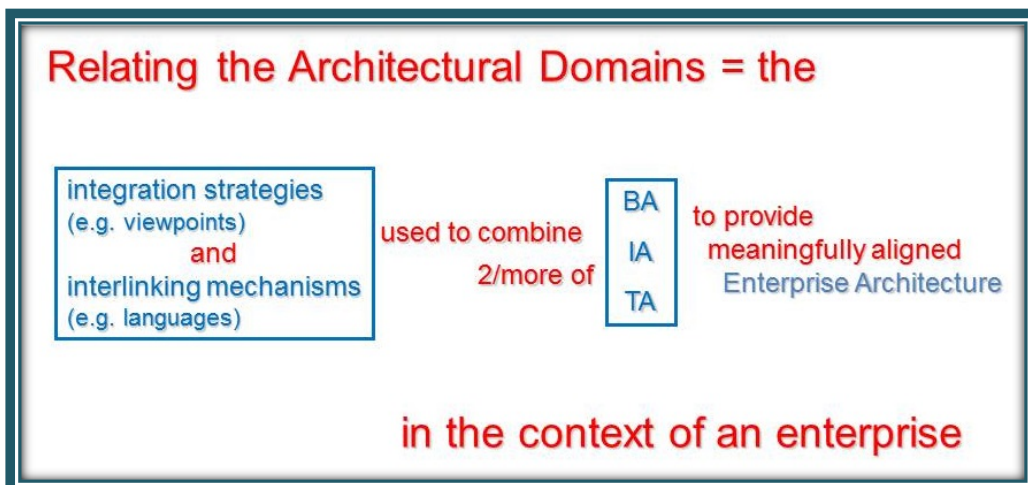 Relating the Architectural Domains = the
integration strategies
(e.g. viewpoints)
and
interlinking mechanisms
(e.g. languages)
used to combine
2/more of
BA
IA
TA
to provide
meaningfully aligned
Enterprise Architecture
in the context of an enterprise